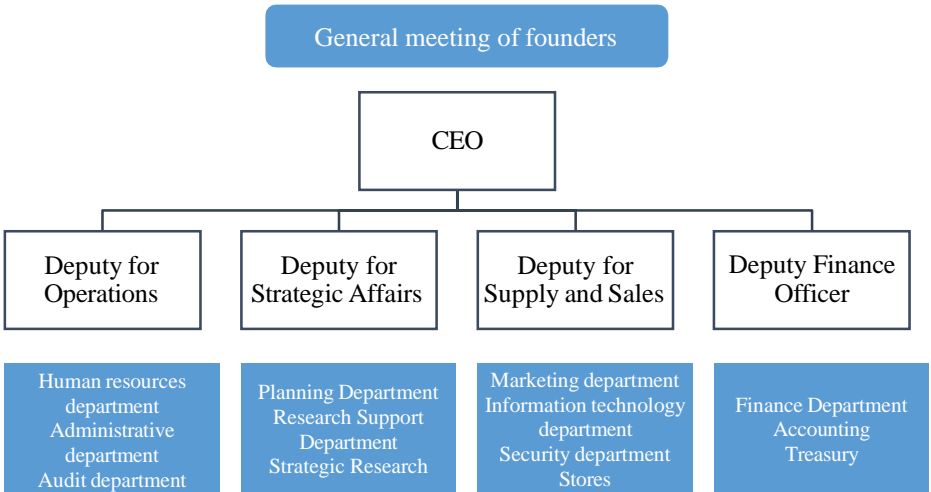 General meeting of founders
CEO
Deputy for
Operations
Deputy for
Strategic Affairs
Deputy for
Supply and Sales
Deputy Finance
Officer
Human resources
department
Administrative
department
Audit department
Planning Department
Research Support
Department
Strategic Research
Marketing department
Information technology
department
Security department
Stores
Finance Department
Accounting
Treasury